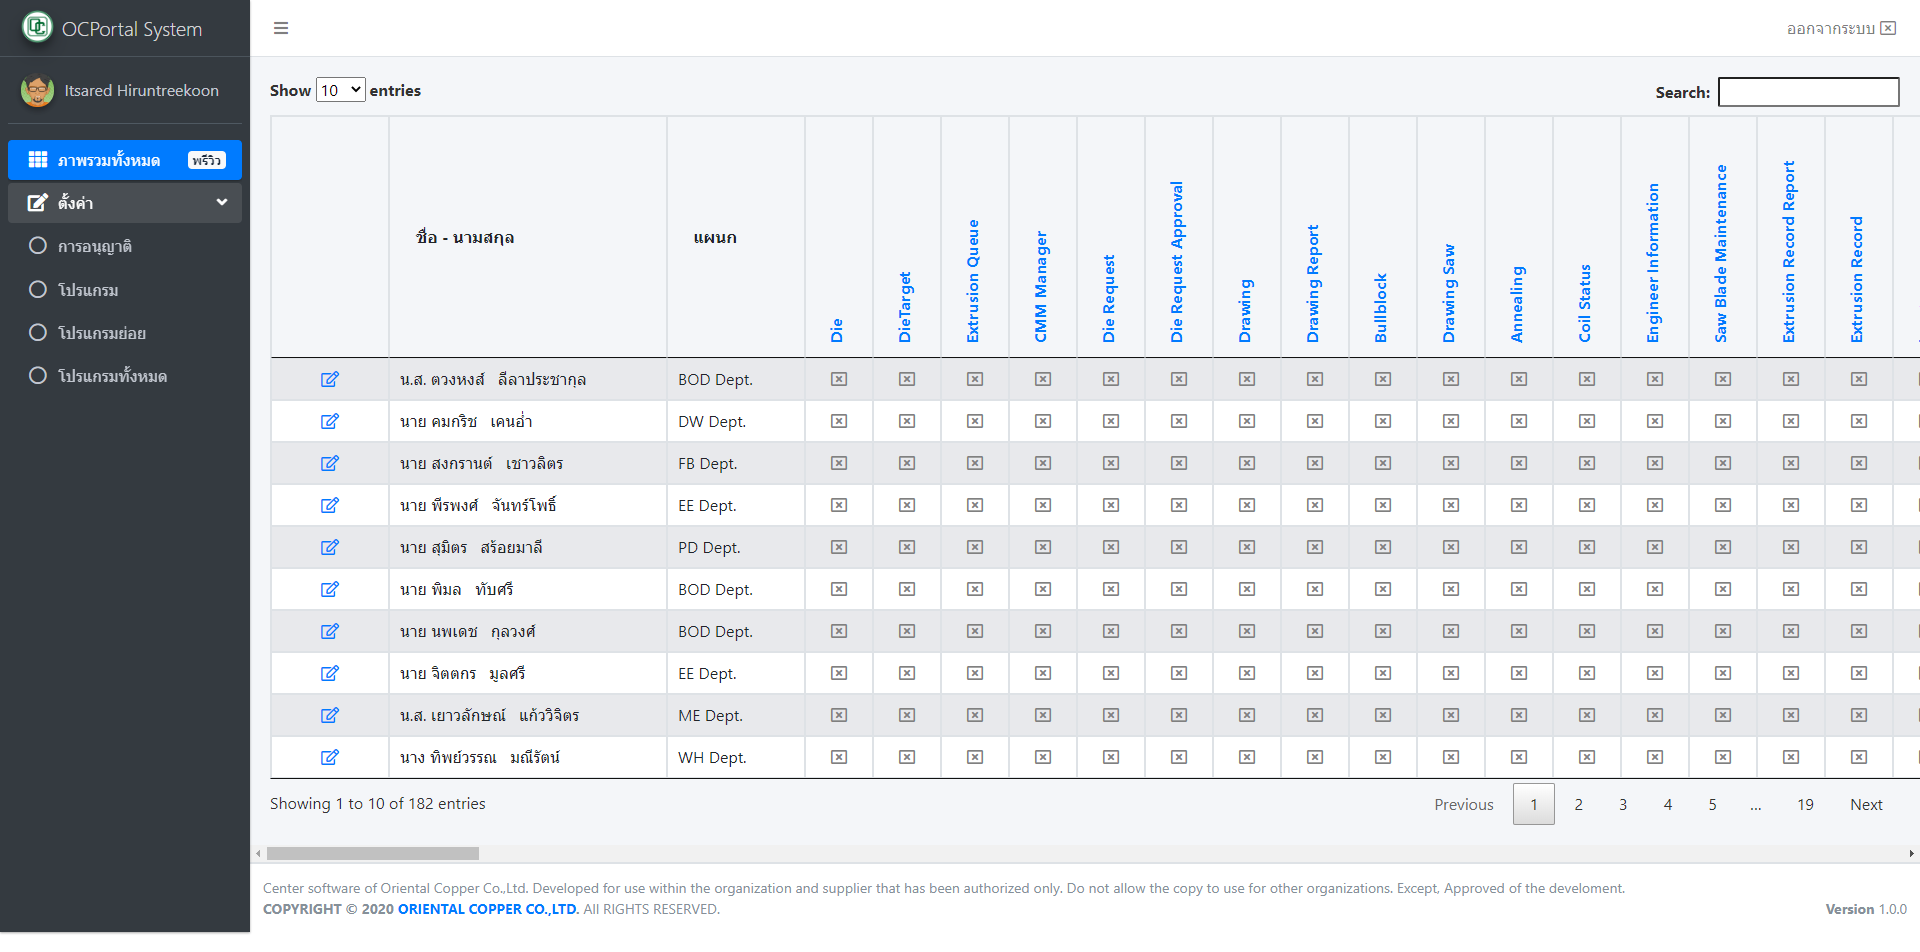 OCPortal System
ออกจากระบบ
Itsared Hiruntreekoon
ภาพรวมทั้งหมด พรีวิว
ตั้งค่า
การอนุญาติ
โปรแกรม
โปรแกรมย่อย
โปรแกรมทั้งหมด
Show 10 entries
Search:
ชื่อ - นามสกุล
แผนก
Die
DieTarget
Extrusion Queue
CMM Manager
Die Request
Die Request Approval
Drawing
Drawing Report
Bullblock
Drawing Saw
Annealing
Coil Status
Engineer Information
Saw Blade Maintenance
Extrusion Record Report
Extrusion Record
น.ส. ตวงหงส์ ลีลาประชากุล BOD Dept.
นาย คมกริช เคนอ่ำ DW Dept.
นาย สงกรานต์ เชาวลิตร FB Dept.
นาย พีรพงศ์ จันทร์โพธิ์ EE Dept.
นาย สุมิตร สร้อยมาลี PD Dept.
นาย พิมล ทับศรี BOD Dept.
นาย นพเดช กุลวงศ์ BOD Dept.
นาย จิตตกร มูลศรี EE Dept.
น.ส. เยาวลักษณ์ แก้ววิจิตร ME Dept.
นาง ทิพย์วรรณ มณีรัตน์ WH Dept.
Showing 1 to 10 of 182 entries
Previous 1 2 3 4 5 ... 19 Next
Center software of Oriental Copper Co.,Ltd. Developed for use within the organization and supplier that has been authorized only. Do not allow the copy to use for other organizations. Except, Approved of the develoment.
COPYRIGHT © 2020 ORIENTAL COPPER CO.,LTD. All RIGHTS RESERVED.
Version 1.0.0